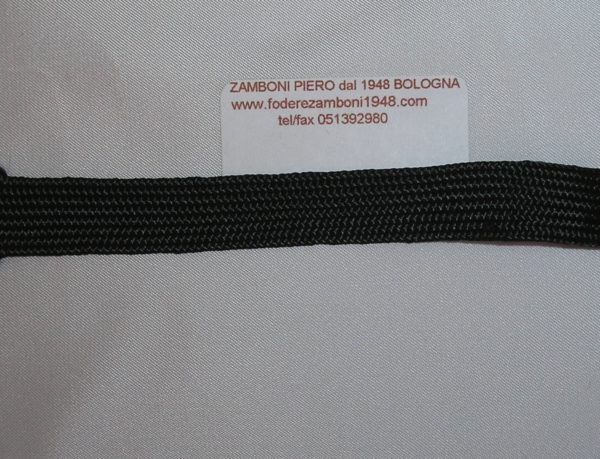 ZAMBONI PIERO dal 1948 BOLOGNA
www.foderezamboni1948.com
tel/fax 051392980